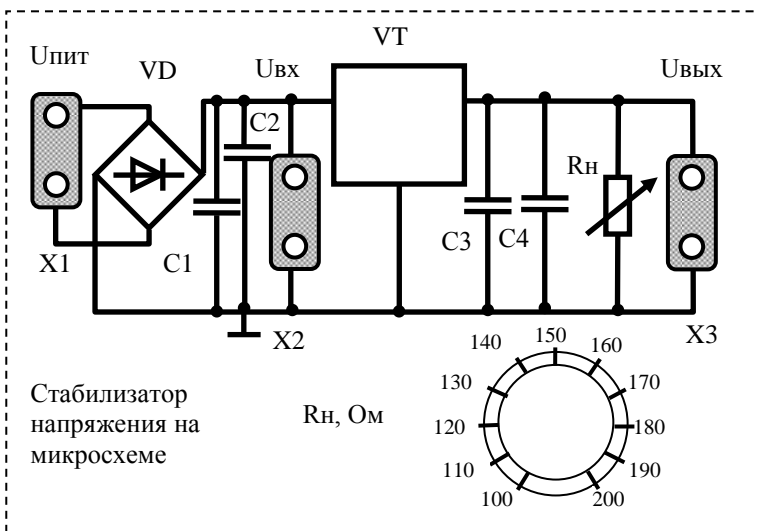 Uпит
VD
Uвх
VT
Uвых
C2
Rн
C1
C3
C4
X1
X2
X3
Стабилизатор
напряжения на
микросхеме
Rн, Ом
140
150
160
130
170
120
180
110
190
100
200